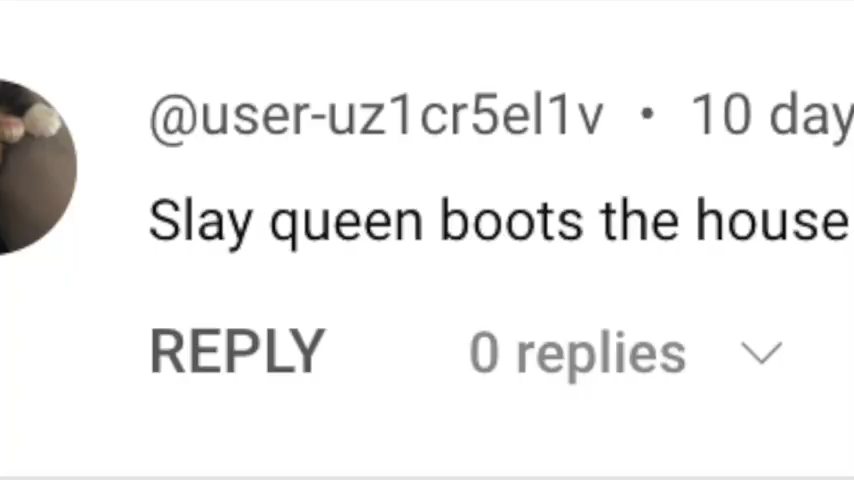 @user-uz1cr5el1v • 10 day
Slay queen boots the house
REPLY 0 replies